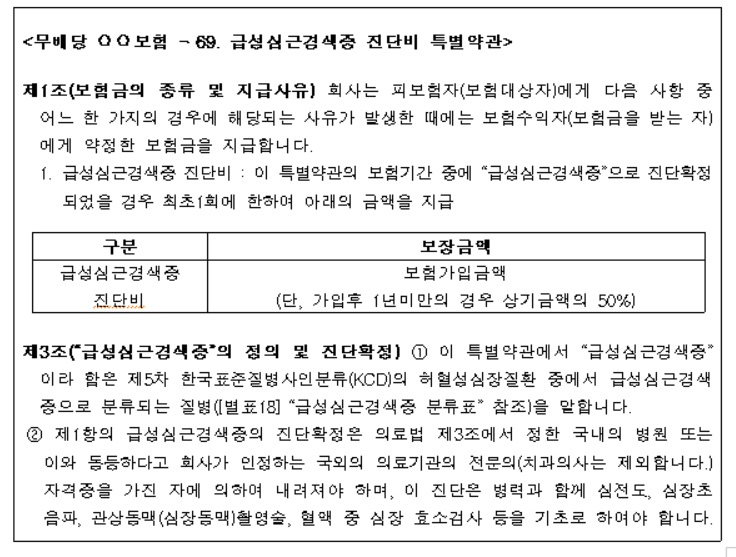 <무배당 ㅇㅇ보험 - 69. 급성심근경색증 진단비 특별약관>
제1조(보험금의 종류 및 지급사유) 회사는 피보험자(보험대상자)에게 다음 사항 중
어느 한 가지의 경우에 해당되는 사유가 발생한 때에는 보험수익자(보험금을 받는 자)
에게 약정한 보험금을 지급합니다.
1. 급성심근경색증 진단비 : 이 특별약관의 보험기간 중에 “급성심근경색증”으로 진단확정
되었을 경우 최초1회에 한하여 아래의 금액을 지급
구분 보장금액
급성심근경색증 보험가입금액
진단비 (단, 가입후 1년미만의 경우 상기금액의 50%)
제3조(“급성심근경색증”의 정의 및 진단확정) ① 이 특별약관에서 “급성심근경색증”
이라 함은 제5차 한국표준질병사인분류(KCD)의 허혈성심장질환 중에서 급성심근경색
증으로 분류되는 질병([별표18] “급성심근경색증 분류표” 참조)을 말합니다.
② 제1항의 급성심근경색증의 진단확정은 의료법 제3조에서 정한 국내의 병원 또는
이와 동등하다고 회사가 인정하는 국외의 의료기관의 전문의(치과의사는 제외합니다.)
자격증을 가진 자에 의하여 내려져야 하며, 이 진단은 병력과 함께 심전도, 심장초
음파, 관상동맥(심장동맥)촬영술, 혈액 중 심장 효소검사 등을 기초로 하여야 합니다.